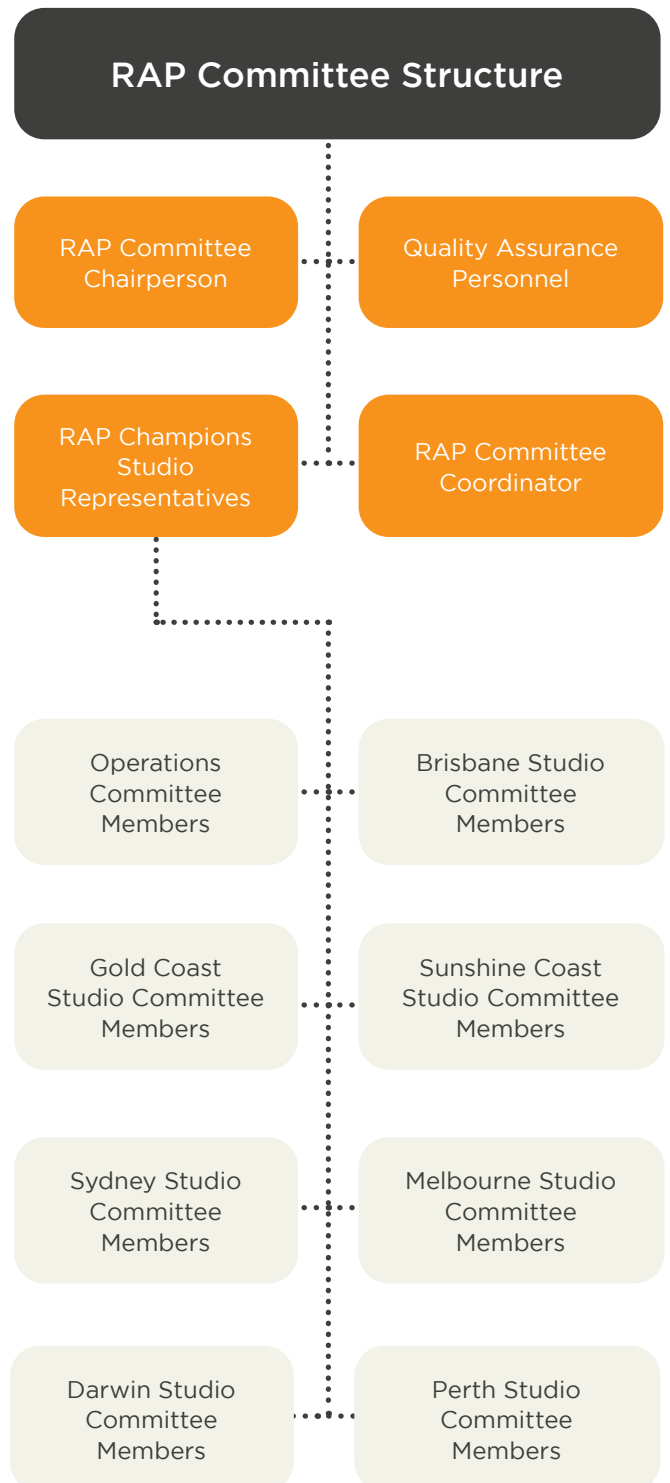 RAP Committee Structure
RAP Committee
Chairperson
Quality Assurance
Personnel
RAP Champions
Studio
Representatives
RAP Committee
Coordinator
Operations
Committee
Members
Brisbane Studio
Committee
Members
Gold Coast
Studio Committee
Members
Sunshine Coast
Studio Committee
Members
Sydney Studio
Committee
Members
Melbourne Studio
Committee
Members
Darwin Studio
Committee
Members
Perth Studio
Committee
Members